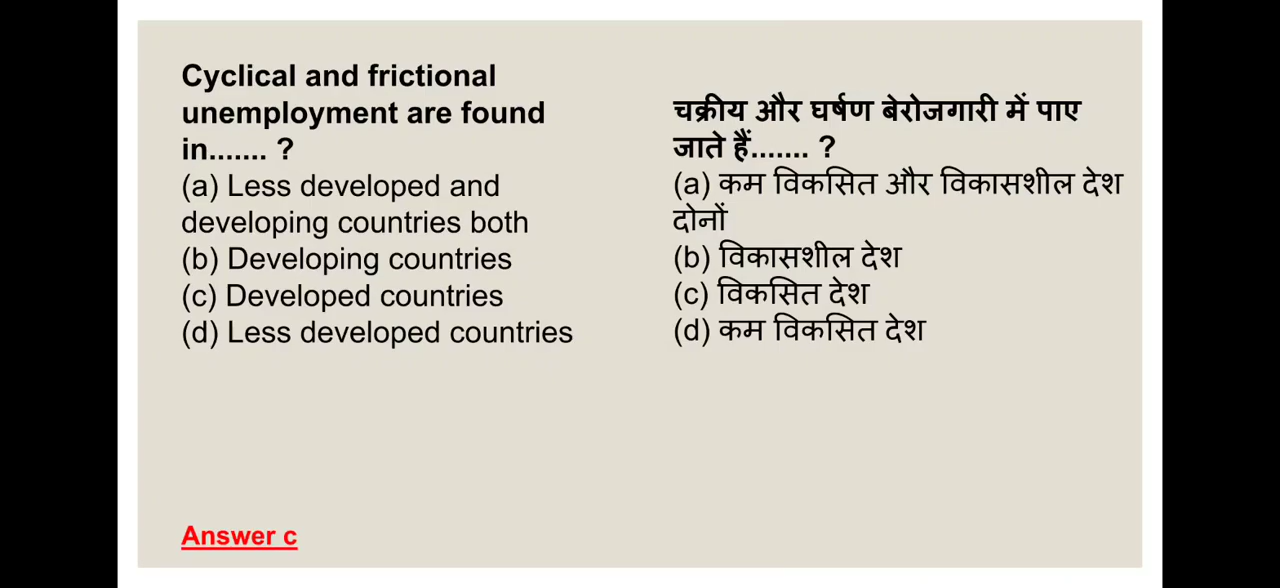 Cyclical and frictional
unemployment are found
in....... ?
(a) Less developed and
developing countries both
(b) Developing countries
(c) Developed countries
(d) Less developed countries
चक्रीय और घर्षण बेरोजगारी में पाए
जाते हैं....... ?
(a) कम विकसित और विकासशील देश
दोनों
(b) विकासशील देश
(c) विकसित देश
(d) कम विकसित देश
Answer c